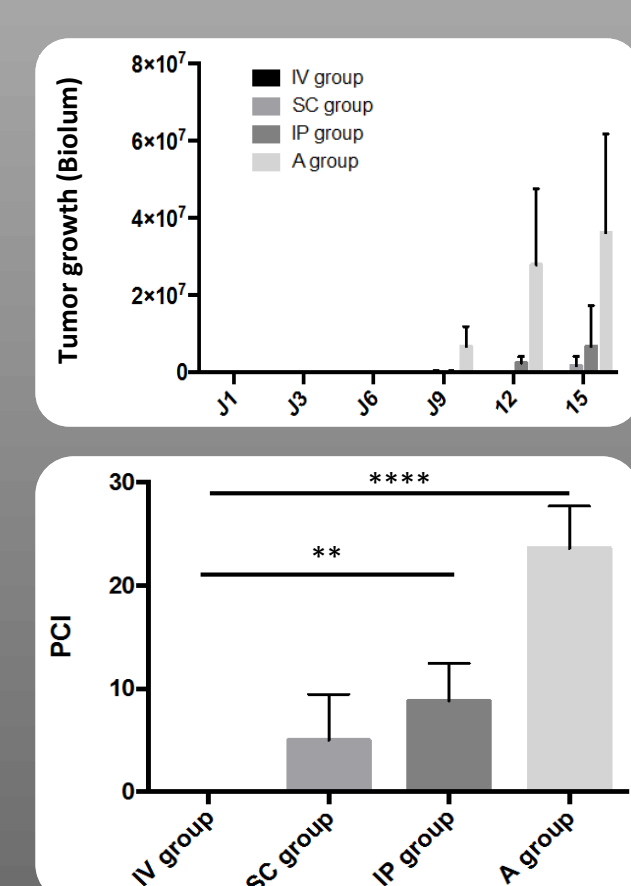 Tumor growth (Biolum)
8×10⁷
6×10⁷
4×10⁷
2×10⁷
0
IV group
SC group
IP group
A group
J1
J3
J6
J9
12
15
PCI
30
20
10
0
****
**
IV group
SC group
IP group
A group